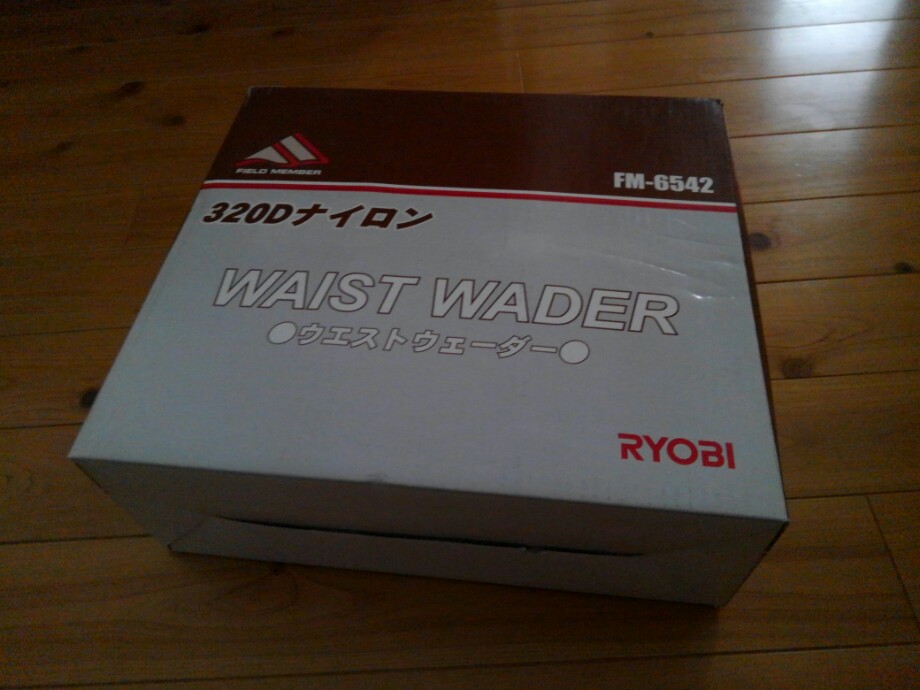 FIELD MEMBER
FM-6542
320Dナイロン
WAIST WADER
●ウエストウェーダー●
RYOBI